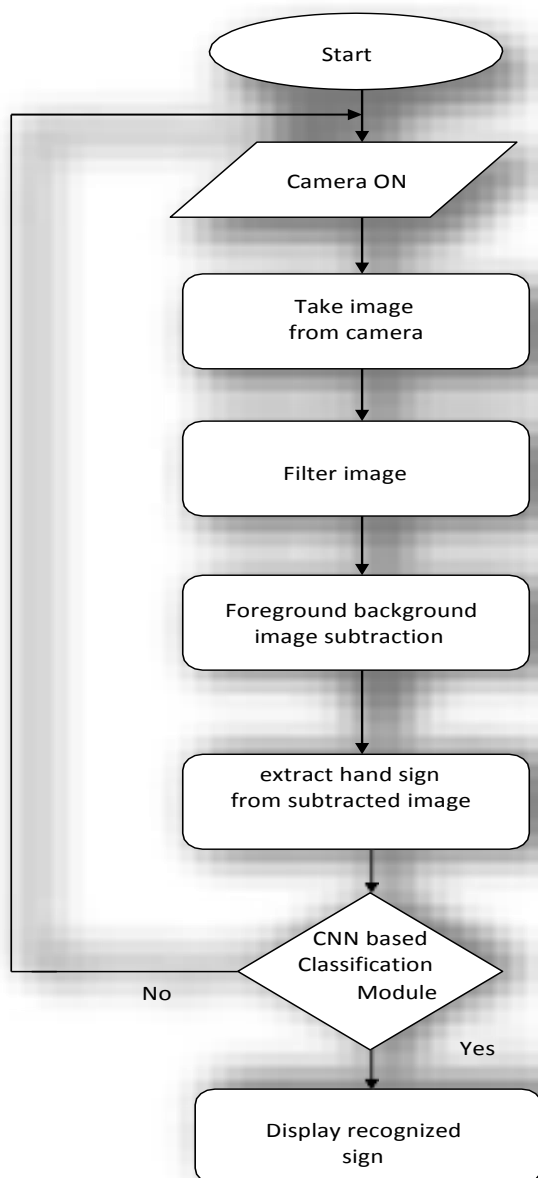 Start
Camera ON
Take image
from camera
Filter image
Foreground background
image subtraction
extract hand sign
from subtracted image
CNN based
Classification
Module
No
Yes
Display recognized
sign